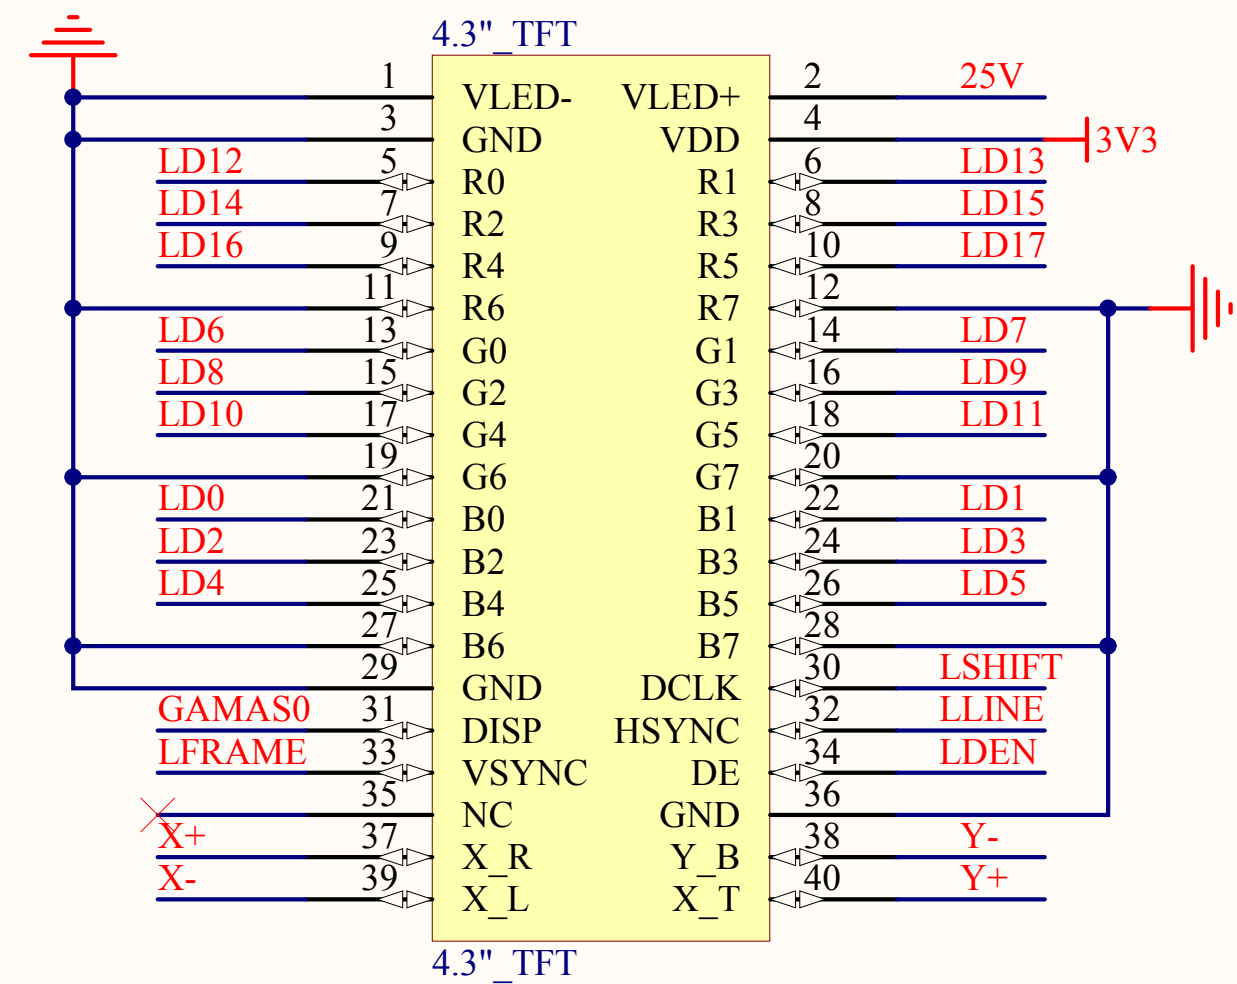 4.3"_TFT
1 VLED- VLED+ 2 25V
3 GND VDD 4 3V3
LD12 5 R0 R1 6 LD13
LD14 7 R2 R3 8 LD15
LD16 9 R4 R5 10 LD17
11 R6 R7 12
LD6 13 G0 G1 14 LD7
LD8 15 G2 G3 16 LD9
LD10 17 G4 G5 18 LD11
19 G6 G7 20
LD0 21 B0 B1 22 LD1
LD2 23 B2 B3 24 LD3
LD4 25 B4 B5 26 LD5
27 B6 B7 28
29 GND DCLK 30 LSHIFT
GAMAS0 31 DISP HSYNC 32 LLINE
LFRAME 33 VSYNC DE 34 LDEN
35 NC GND 36
X+ 37 X_R Y_B 38 Y-
X- 39 X_L X_T 40 Y+
4.3"_TFT